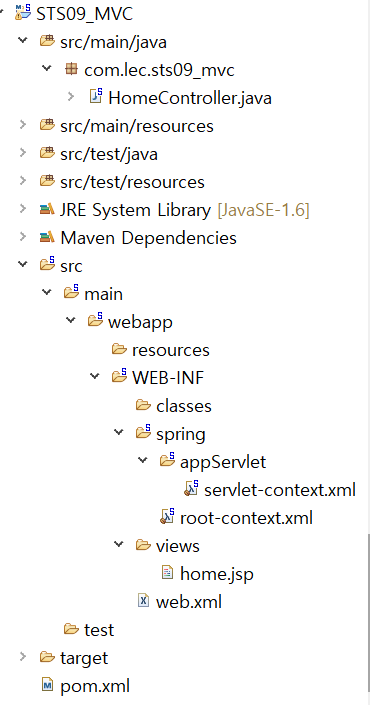 STS09_MVC
src/main/java
com.lec.sts09_mvc
HomeController.java
src/main/resources
src/test/java
src/test/resources
JRE System Library [JavaSE-1.6]
Maven Dependencies
src
main
webapp
resources
WEB-INF
classes
spring
appServlet
servlet-context.xml
root-context.xml
views
home.jsp
web.xml
test
target
pom.xml